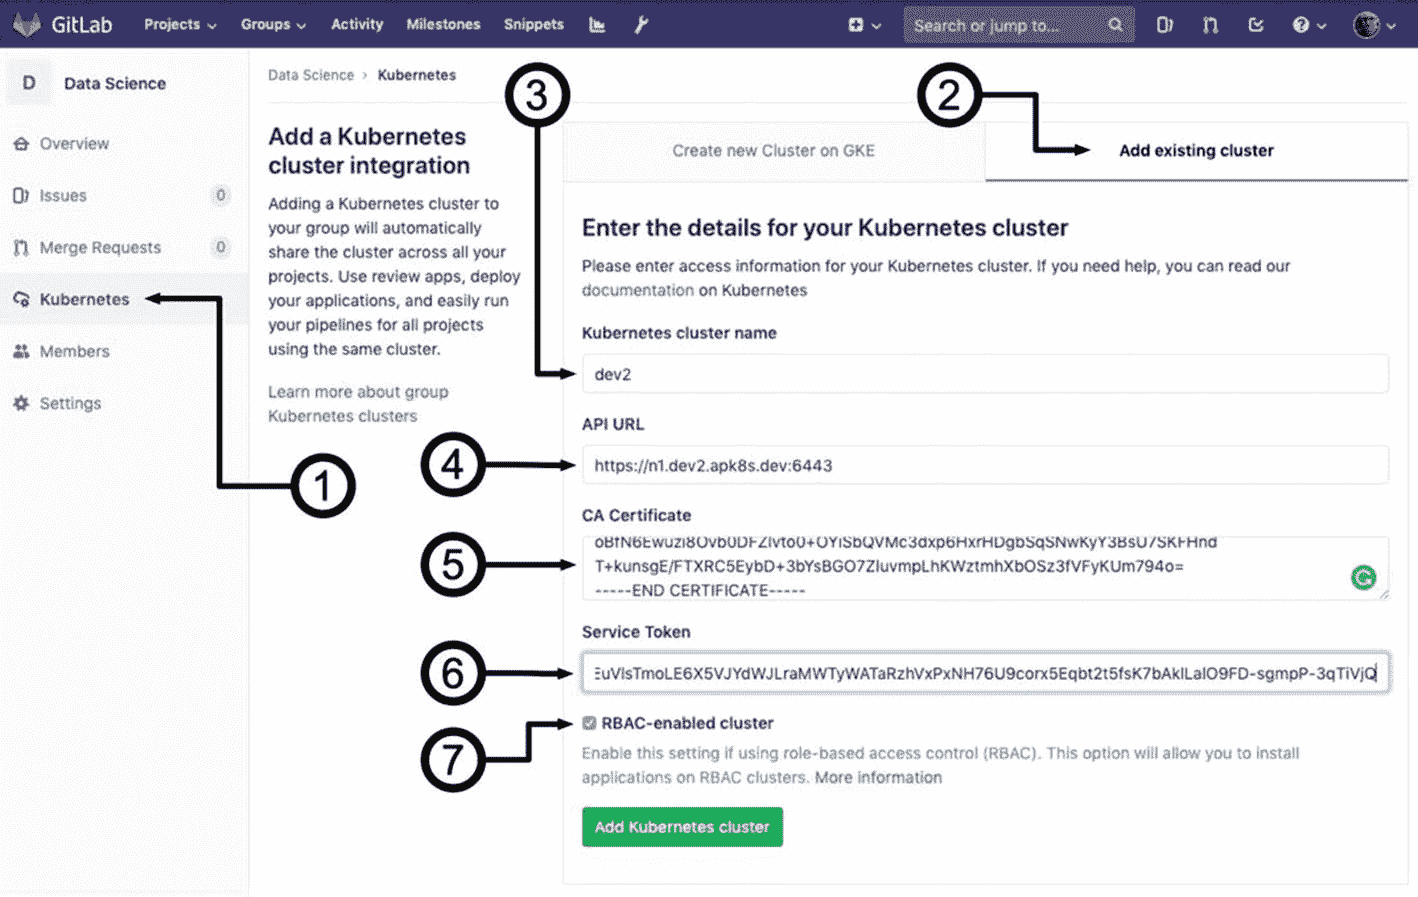 GitLab Projects Groups Activity Milestones Snippets Search or jump to...
D Data Science
Overview
Issues 0
Merge Requests 0
Kubernetes
Members
Settings
Data Science › Kubernetes
Add a Kubernetes
cluster integration
Adding a Kubernetes cluster to
your group will automatically
share the cluster across all your
projects. Use review apps, deploy
your applications, and easily run
your pipelines for all projects
using the same cluster.
Learn more about group
Kubernetes clusters
1
2
3
4
5
6
7
Create new Cluster on GKE
Add existing cluster
Enter the details for your Kubernetes cluster
Please enter access information for your Kubernetes cluster. If you need help, you can read our
documentation on Kubernetes
Kubernetes cluster name
dev2
API URL
https://n1.dev2.apk8s.dev:6443
CA Certificate
T+kunsgE/FTXRC5EybD+3bYsBGO7ZluvmpLhKWztmhXbOSz3fVFyKUm794o=
-----END CERTIFICATE-----
Service Token
EuVlsTmoLE6X5VJYdWJLraMWTyWATaRzhVxPxNH76U9corx5Eqbt2t5fsK7bAklLalO9FD-sgmpP-3qTiVjQ
RBAC-enabled cluster
Enable this setting if using role-based access control (RBAC). This option will allow you to install
applications on RBAC clusters. More information
Add Kubernetes cluster